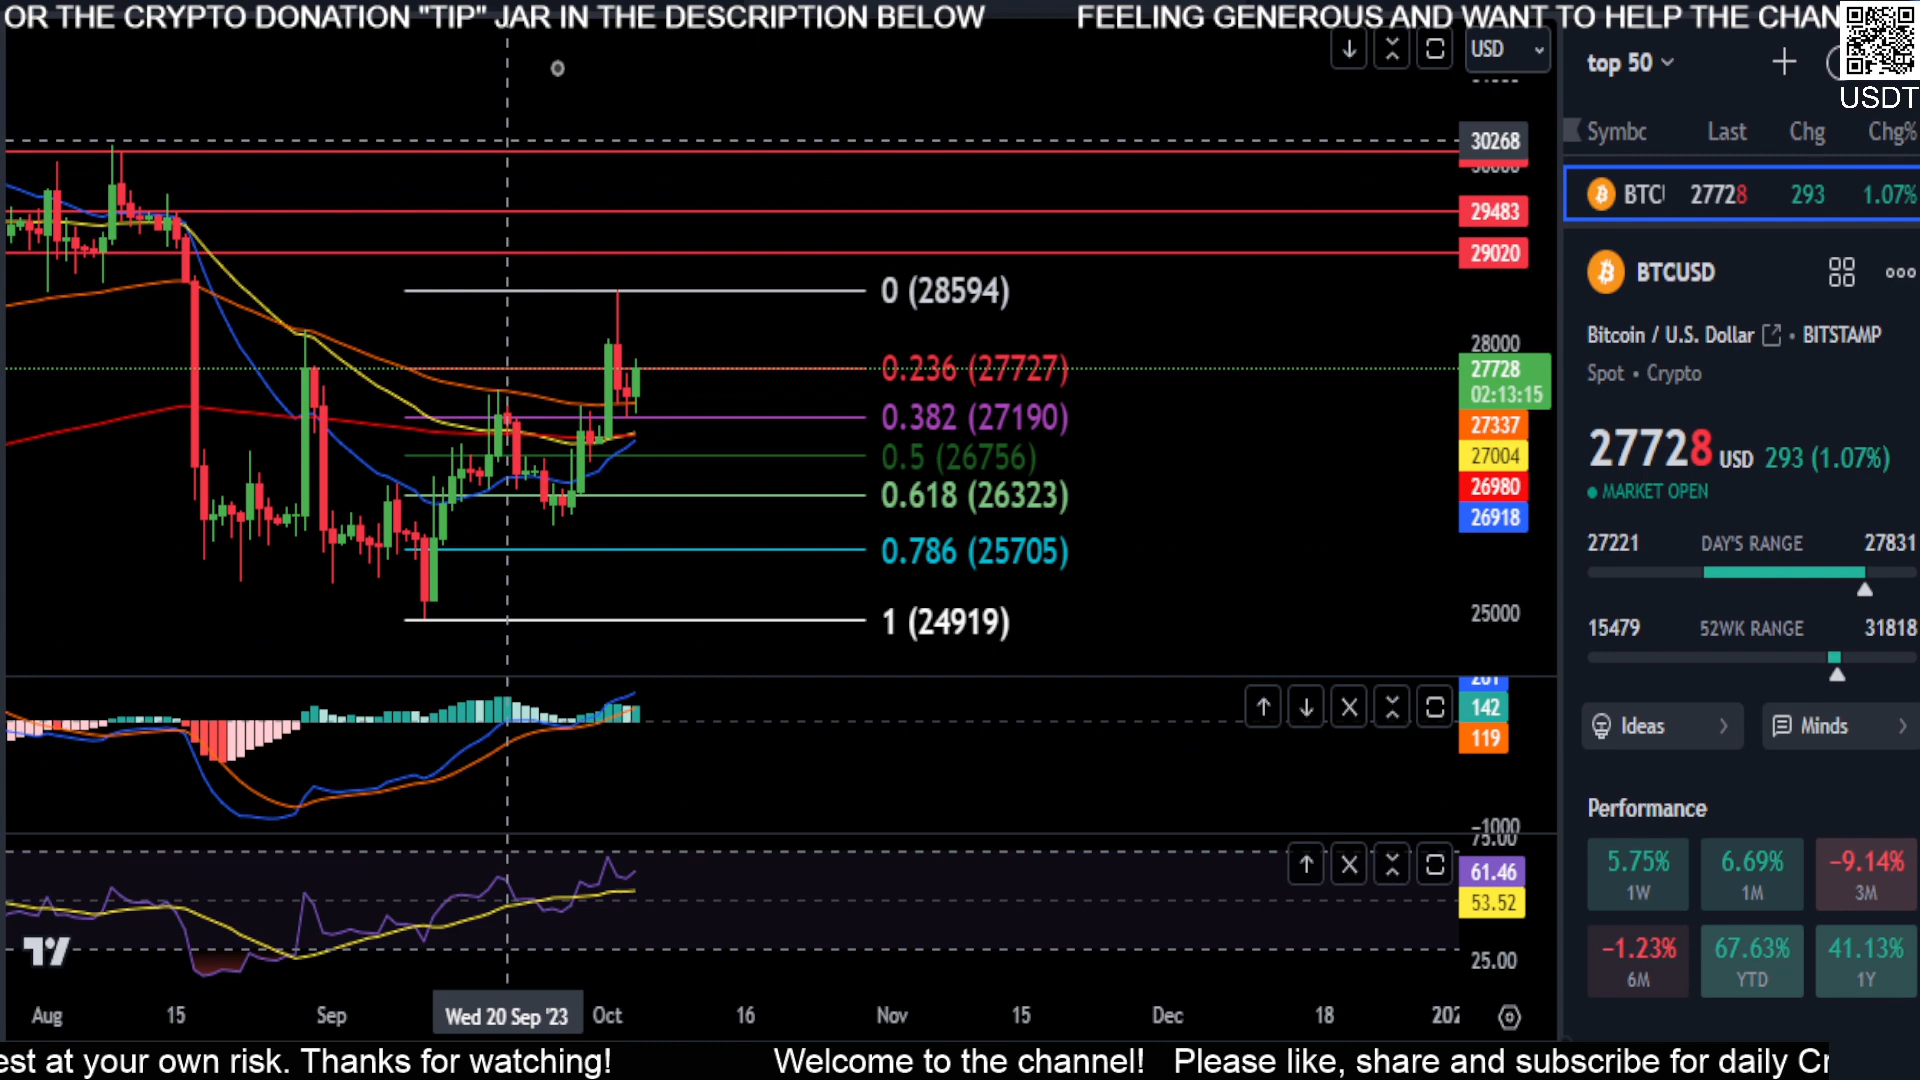 OR THE CRYPTO DONATION "TIP" JAR IN THE DESCRIPTION BELOW FEELING GENEROUS AND WANT TO HELP THE CHAN
USD
top 50
USDT
Symbc Last Chg Chg%
BTC 27728 293 1.07%
30268
29483
29020
28000
27728
02:13:15
27337
27004
26980
26918
25000
0 (28594)
0.236 (27727)
0.382 (27190)
0.5 (26756)
0.618 (26323)
0.786 (25705)
1 (24919)
BTCUSD
Bitcoin / U.S. Dollar • BITSTAMP
Spot • Crypto
27728 USD 293 (1.07%)
MARKET OPEN
27221 DAY'S RANGE 27831
15479 52WK RANGE 31818
Ideas Minds
Performance
5.75% 6.69% −9.14%
1W 1M 3M
−1.23% 67.63% 41.13%
6M YTD 1Y
142
119
−1000
75.00
61.46
53.52
25.00
Aug 15 Sep Wed 20 Sep '23 Oct 16 Nov 15 Dec 18 202
est at your own risk. Thanks for watching! Welcome to the channel! Please like, share and subscribe for daily Cr